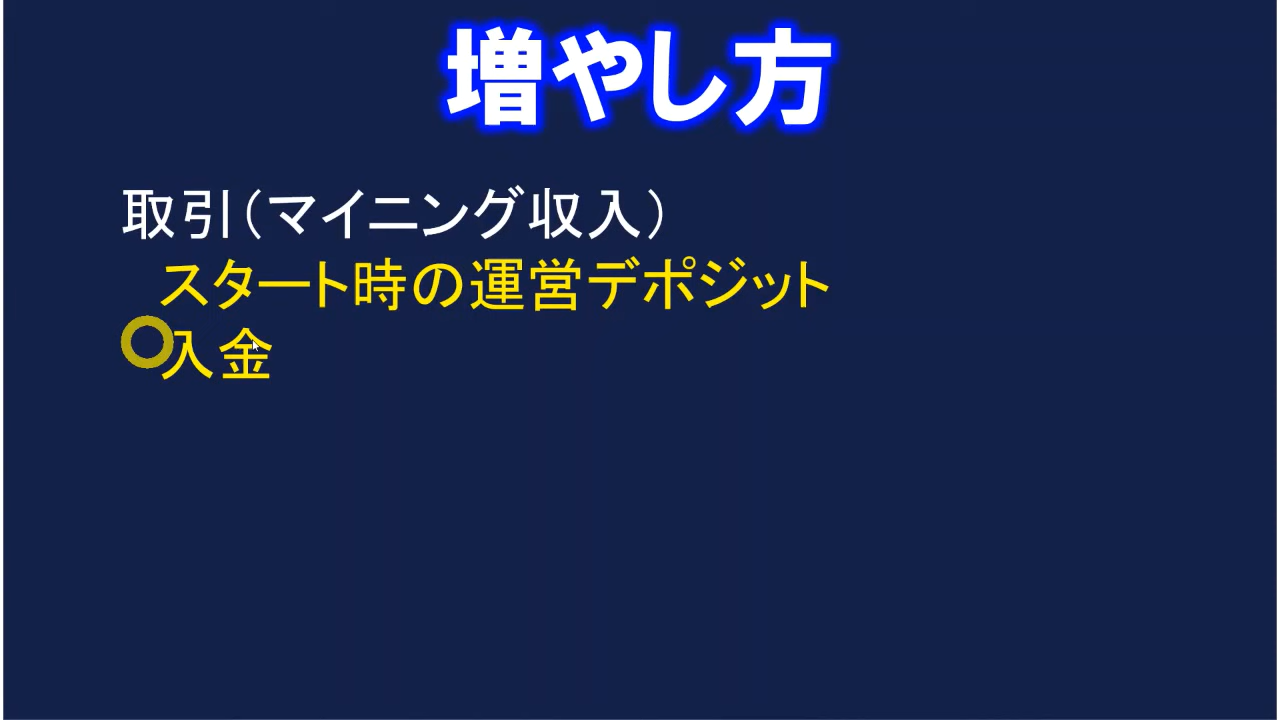 増やし方
取引（マイニング収入）
スタート時の運営デポジット
入金